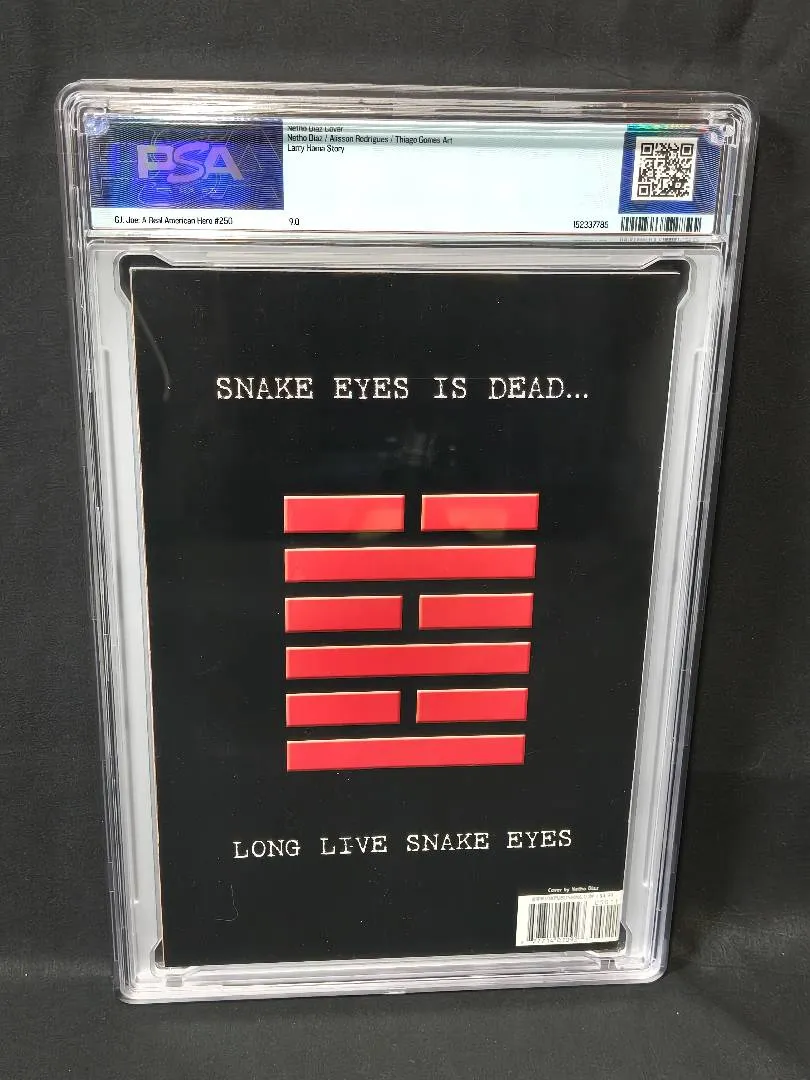 PSA
Netho Diaz Cover
Netho Diaz / Alisson Rodrigues / Thiago Gomes Art
Larry Hama Story
G.I. Joe: A Real American Hero #250
9.0
152337785
SNAKE EYES IS DEAD...
LONG LIVE SNAKE EYES
Cover by Netho Diaz